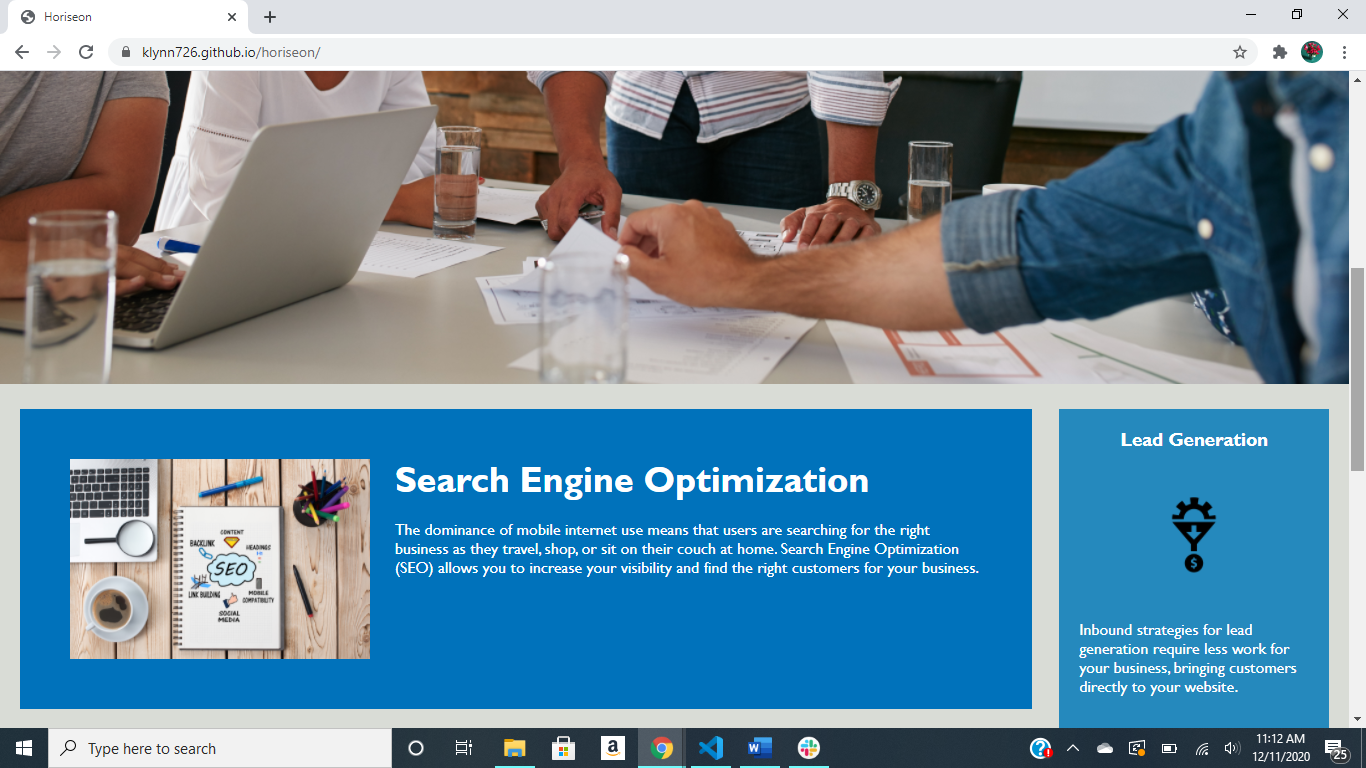 Horiseon
klynn726.github.io/horiseon/
Search Engine Optimization
The dominance of mobile internet use means that users are searching for the right
business as they travel, shop, or sit on their couch at home. Search Engine Optimization
(SEO) allows you to increase your visibility and find the right customers for your business.
CONTENT
BACKLINK
HEADINGS
SEO
LINK BUILDING
MOBILE
COMPATIBILITY
SOCIAL
MEDIA
Lead Generation
$
Inbound strategies for lead
generation require less work for
your business, bringing customers
directly to your website.
Type here to search
11:12 AM
12/11/2020
25